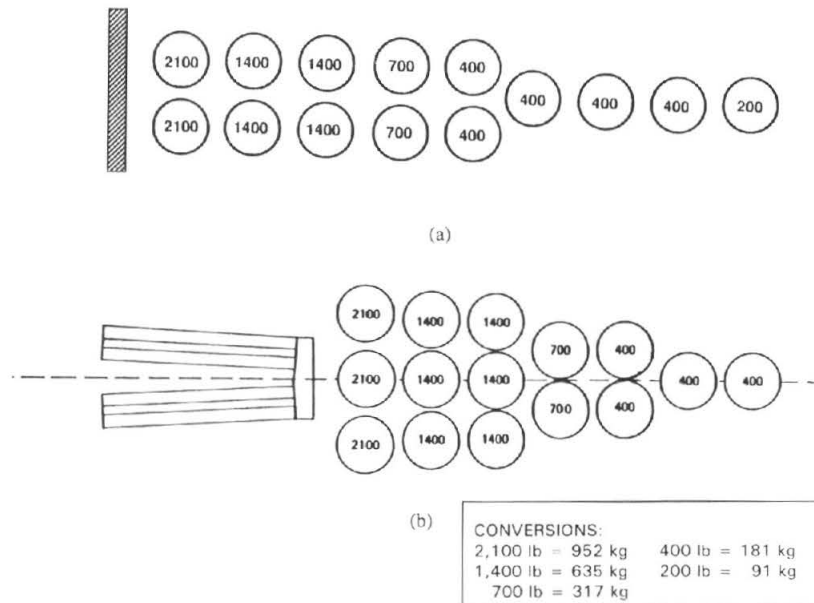 2100 1400 1400 700 400
400 400 400 200
2100 1400 1400 700 400
(a)
2100 1400 1400
700 400
2100 1400 1400 400 400
700 400
2100 1400 1400
(b)
CONVERSIONS:
2,100 lb = 952 kg 400 lb = 181 kg
1,400 lb = 635 kg 200 lb = 91 kg
700 lb = 317 kg